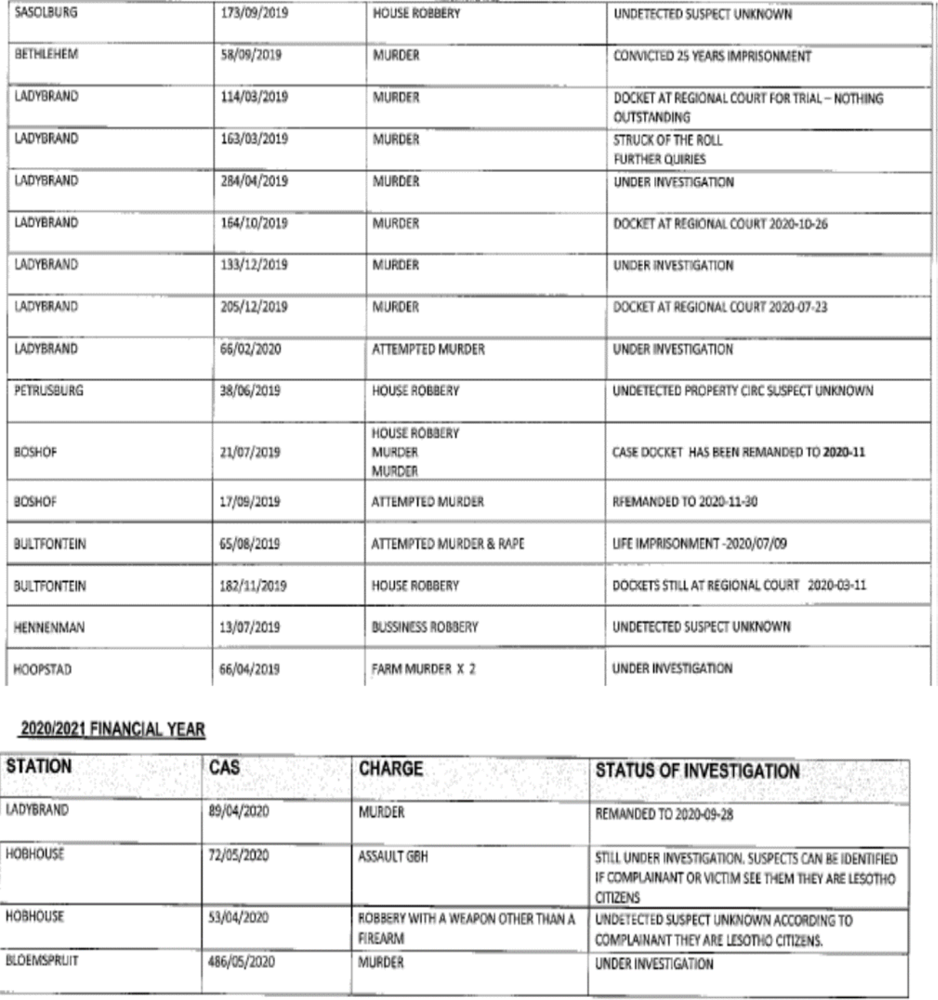 SASOLBURG 173/09/2019 HOUSE ROBBERY UNDETECTED SUSPECT UNKNOWN
BETHLEHEM 58/09/2019 MURDER CONVICTED 25 YEARS IMPRISONMENT
LADYBRAND 114/03/2019 MURDER DOCKET AT REGIONAL COURT FOR TRIAL – NOTHING
OUTSTANDING
LADYBRAND 163/03/2019 MURDER STRUCK OF THE ROLL
FURTHER QUIRIES
LADYBRAND 284/04/2019 MURDER UNDER INVESTIGATION
LADYBRAND 164/10/2019 MURDER DOCKET AT REGIONAL COURT 2020-10-26
LADYBRAND 133/12/2019 MURDER UNDER INVESTIGATION
LADYBRAND 205/12/2019 MURDER DOCKET AT REGIONAL COURT 2020-07-23
LADYBRAND 66/02/2020 ATTEMPTED MURDER UNDER INVESTIGATION
PETRUSBURG 38/06/2019 HOUSE ROBBERY UNDETECTED PROPERTY CIRC SUSPECT UNKNOWN
HOUSE ROBBERY
BOSHOF 21/07/2019 MURDER CASE DOCKET HAS BEEN REMANDED TO 2020-11
MURDER
BOSHOF 17/09/2019 ATTEMPTED MURDER RFEMANDED TO 2020-11-30
BULTFONTEIN 65/08/2019 ATTEMPTED MURDER & RAPE LIFE IMPRISONMENT -2020/07/09
BULTFONTEIN 182/11/2019 HOUSE ROBBERY DOCKETS STILL AT REGIONAL COURT 2020-03-11
HENNENMAN 13/07/2019 BUSSINESS ROBBERY UNDETECTED SUSPECT UNKNOWN
HOOPSTAD 66/04/2019 FARM MURDER X 2 UNDER INVESTIGATION
2020/2021 FINANCIAL YEAR
STATION CAS CHARGE STATUS OF INVESTIGATION
LADYBRAND 89/04/2020 MURDER REMANDED TO 2020-09-28
HOBHOUSE 72/05/2020 ASSAULT GBH STILL UNDER INVESTIGATION. SUSPECTS CAN BE IDENTIFIED
IF COMPLAINANT OR VICTIM SEE THEM THEY ARE LESOTHO
CITIZENS
HOBHOUSE 53/04/2020 ROBBERY WITH A WEAPON OTHER THAN A UNDETECTED SUSPECT UNKNOWN ACCORDING TO
FIREARM COMPLAINANT THEY ARE LESOTHO CITIZENS.
BLOEMSPRUIT 486/05/2020 MURDER UNDER INVESTIGATION